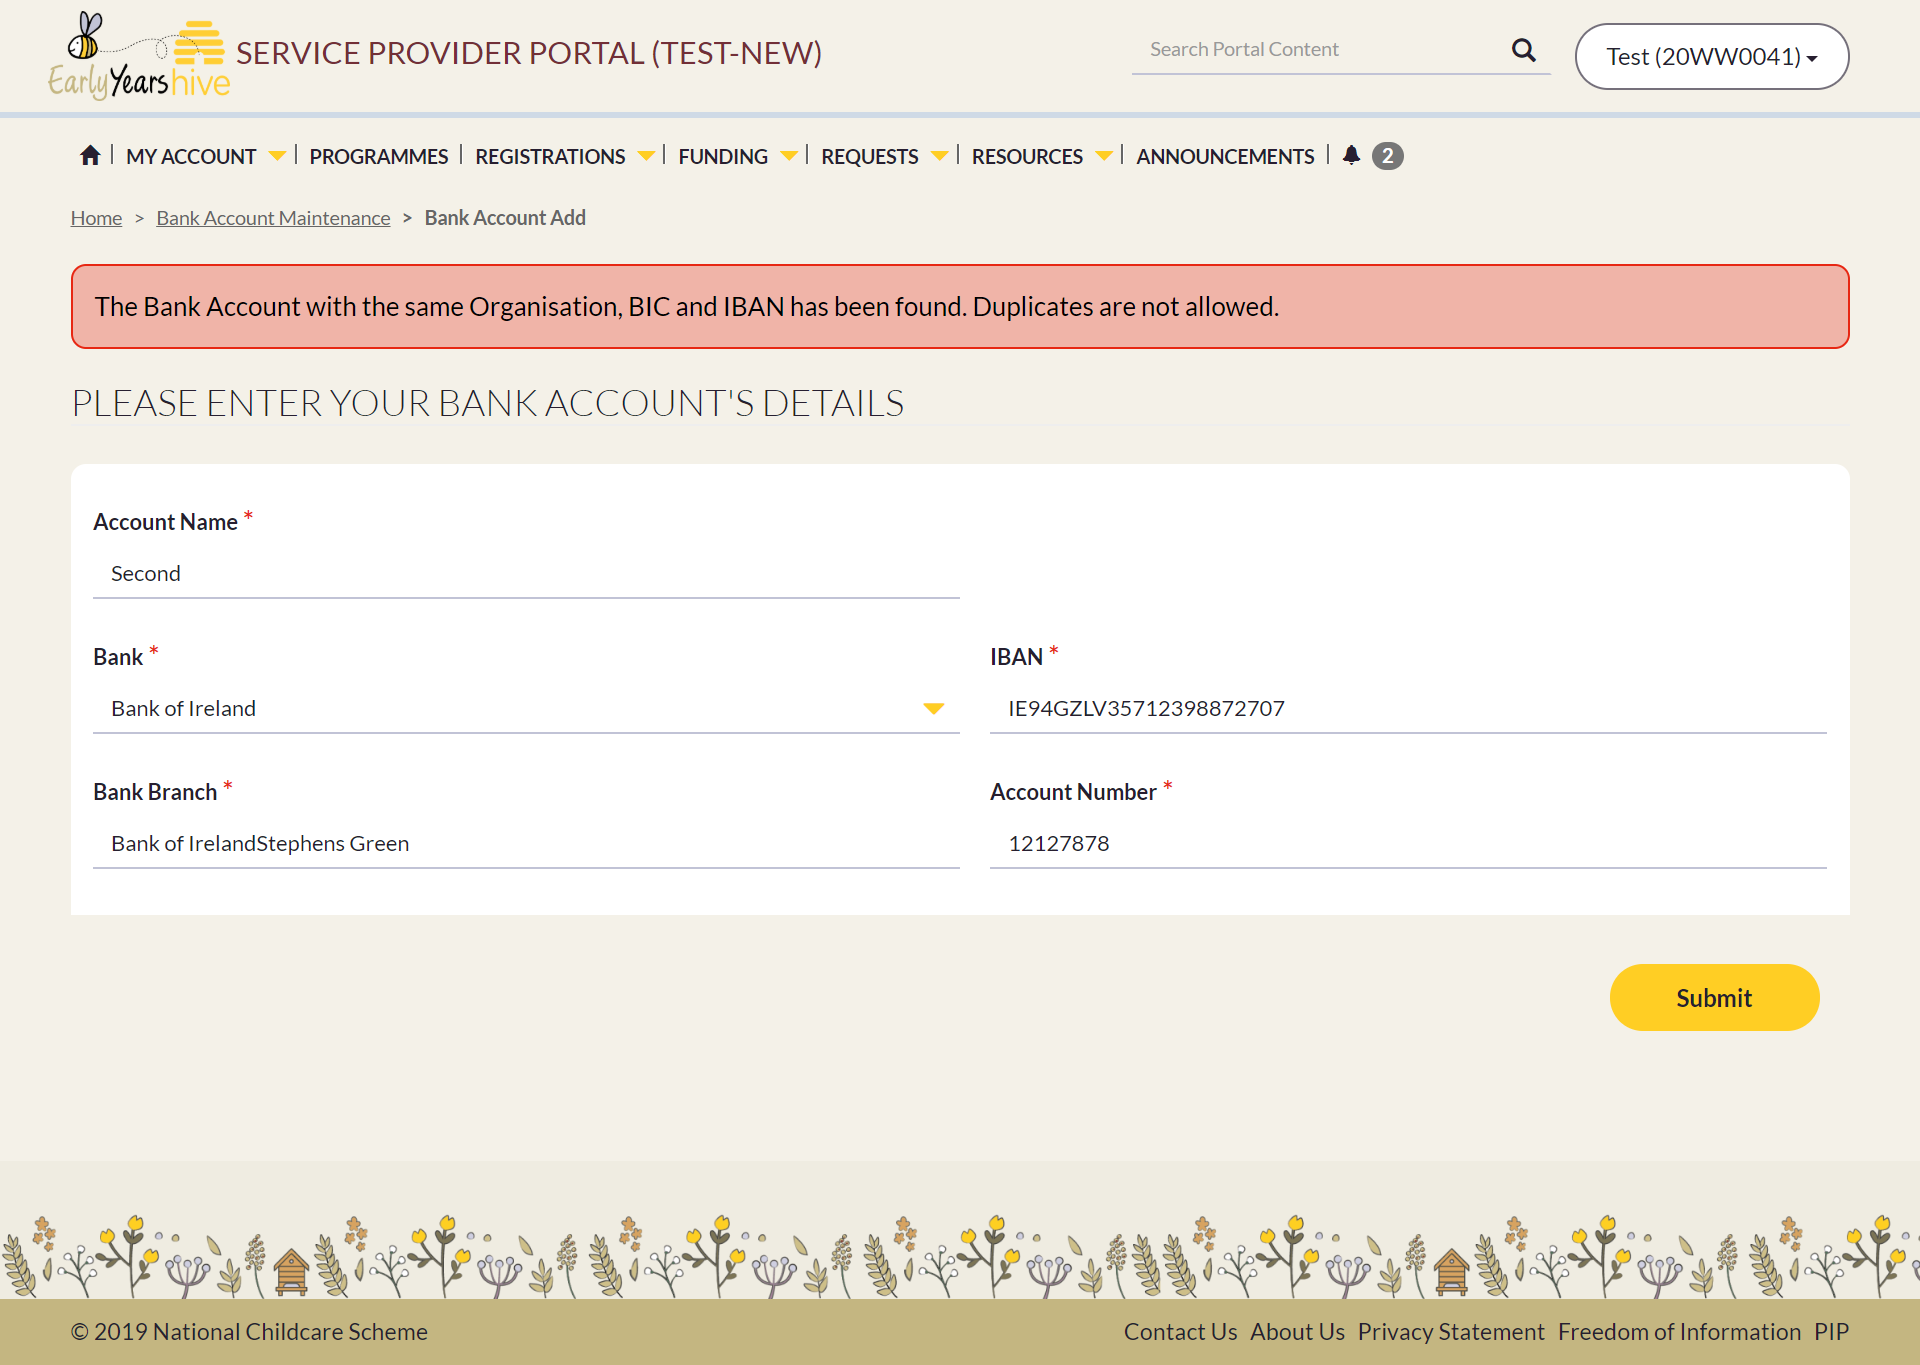 EarlyYearshive
SERVICE PROVIDER PORTAL (TEST-NEW)
Search Portal Content
Test (20WW0041)
MY ACCOUNT
PROGRAMMES
REGISTRATIONS
FUNDING
REQUESTS
RESOURCES
ANNOUNCEMENTS
2
Home > Bank Account Maintenance > Bank Account Add
The Bank Account with the same Organisation, BIC and IBAN has been found. Duplicates are not allowed.
PLEASE ENTER YOUR BANK ACCOUNT'S DETAILS
Account Name *
Second
Bank *
Bank of Ireland
IBAN *
IE94GZLV35712398872707
Bank Branch *
Bank of IrelandStephens Green
Account Number *
12127878
Submit
© 2019 National Childcare Scheme
Contact Us About Us Privacy Statement Freedom of Information PIP